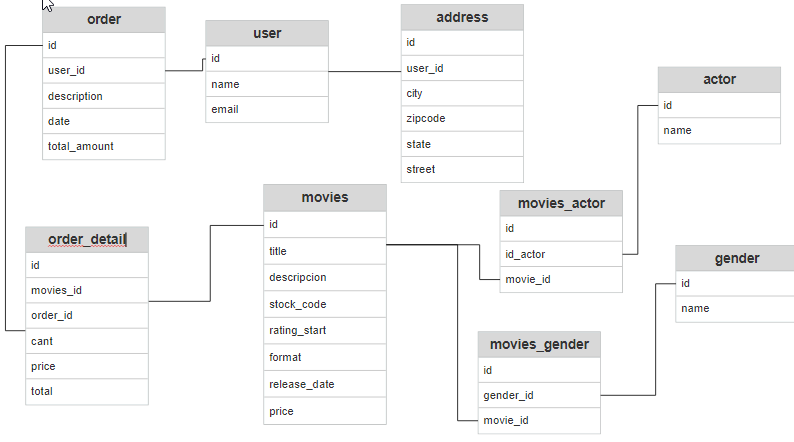 order
id
user_id
description
date
total_amount
user
id
name
email
address
id
user_id
city
zipcode
state
street
actor
id
name
order_detail
id
movies_id
order_id
cant
price
total
movies
id
title
descripcion
stock_code
rating_start
format
release_date
price
movies_actor
id
id_actor
movie_id
gender
id
name
movies_gender
id
gender_id
movie_id